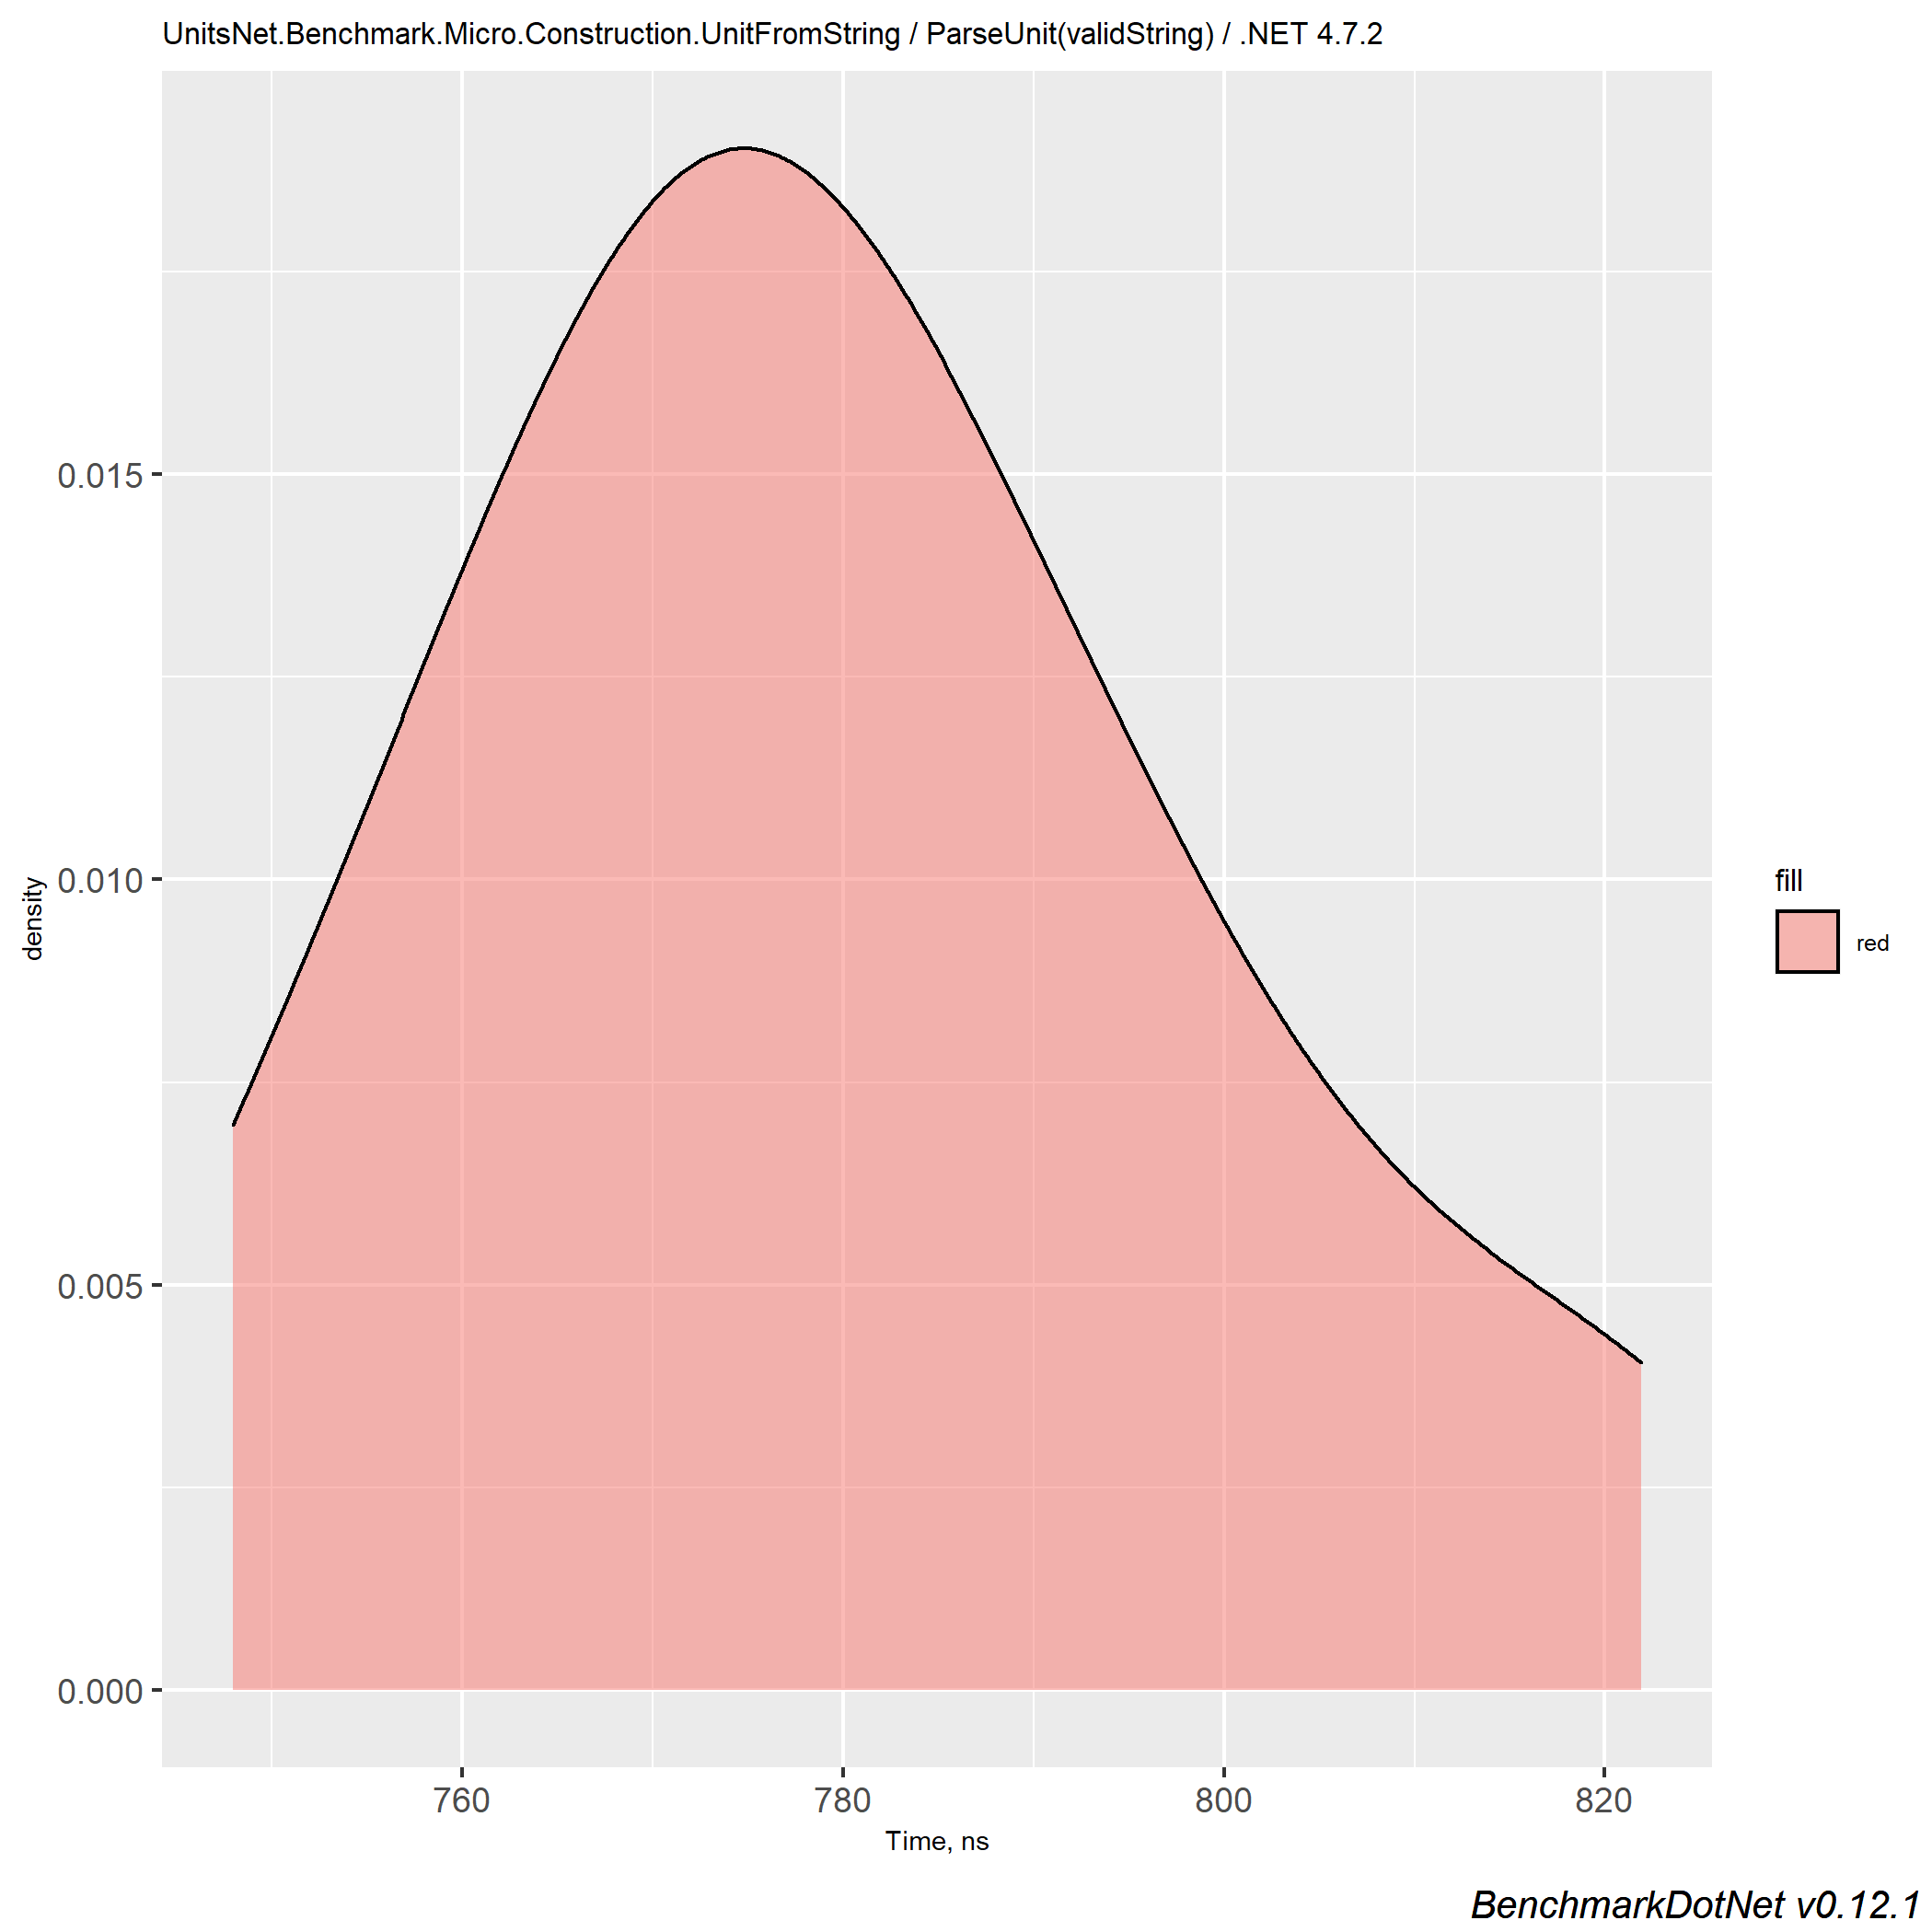 UnitsNet.Benchmark.Micro.Construction.UnitFromString / ParseUnit(validString) / .NET 4.7.2
0.015
0.010
0.005
0.000
density
760
780
800
820
Time, ns
fill
red
BenchmarkDotNet v0.12.1